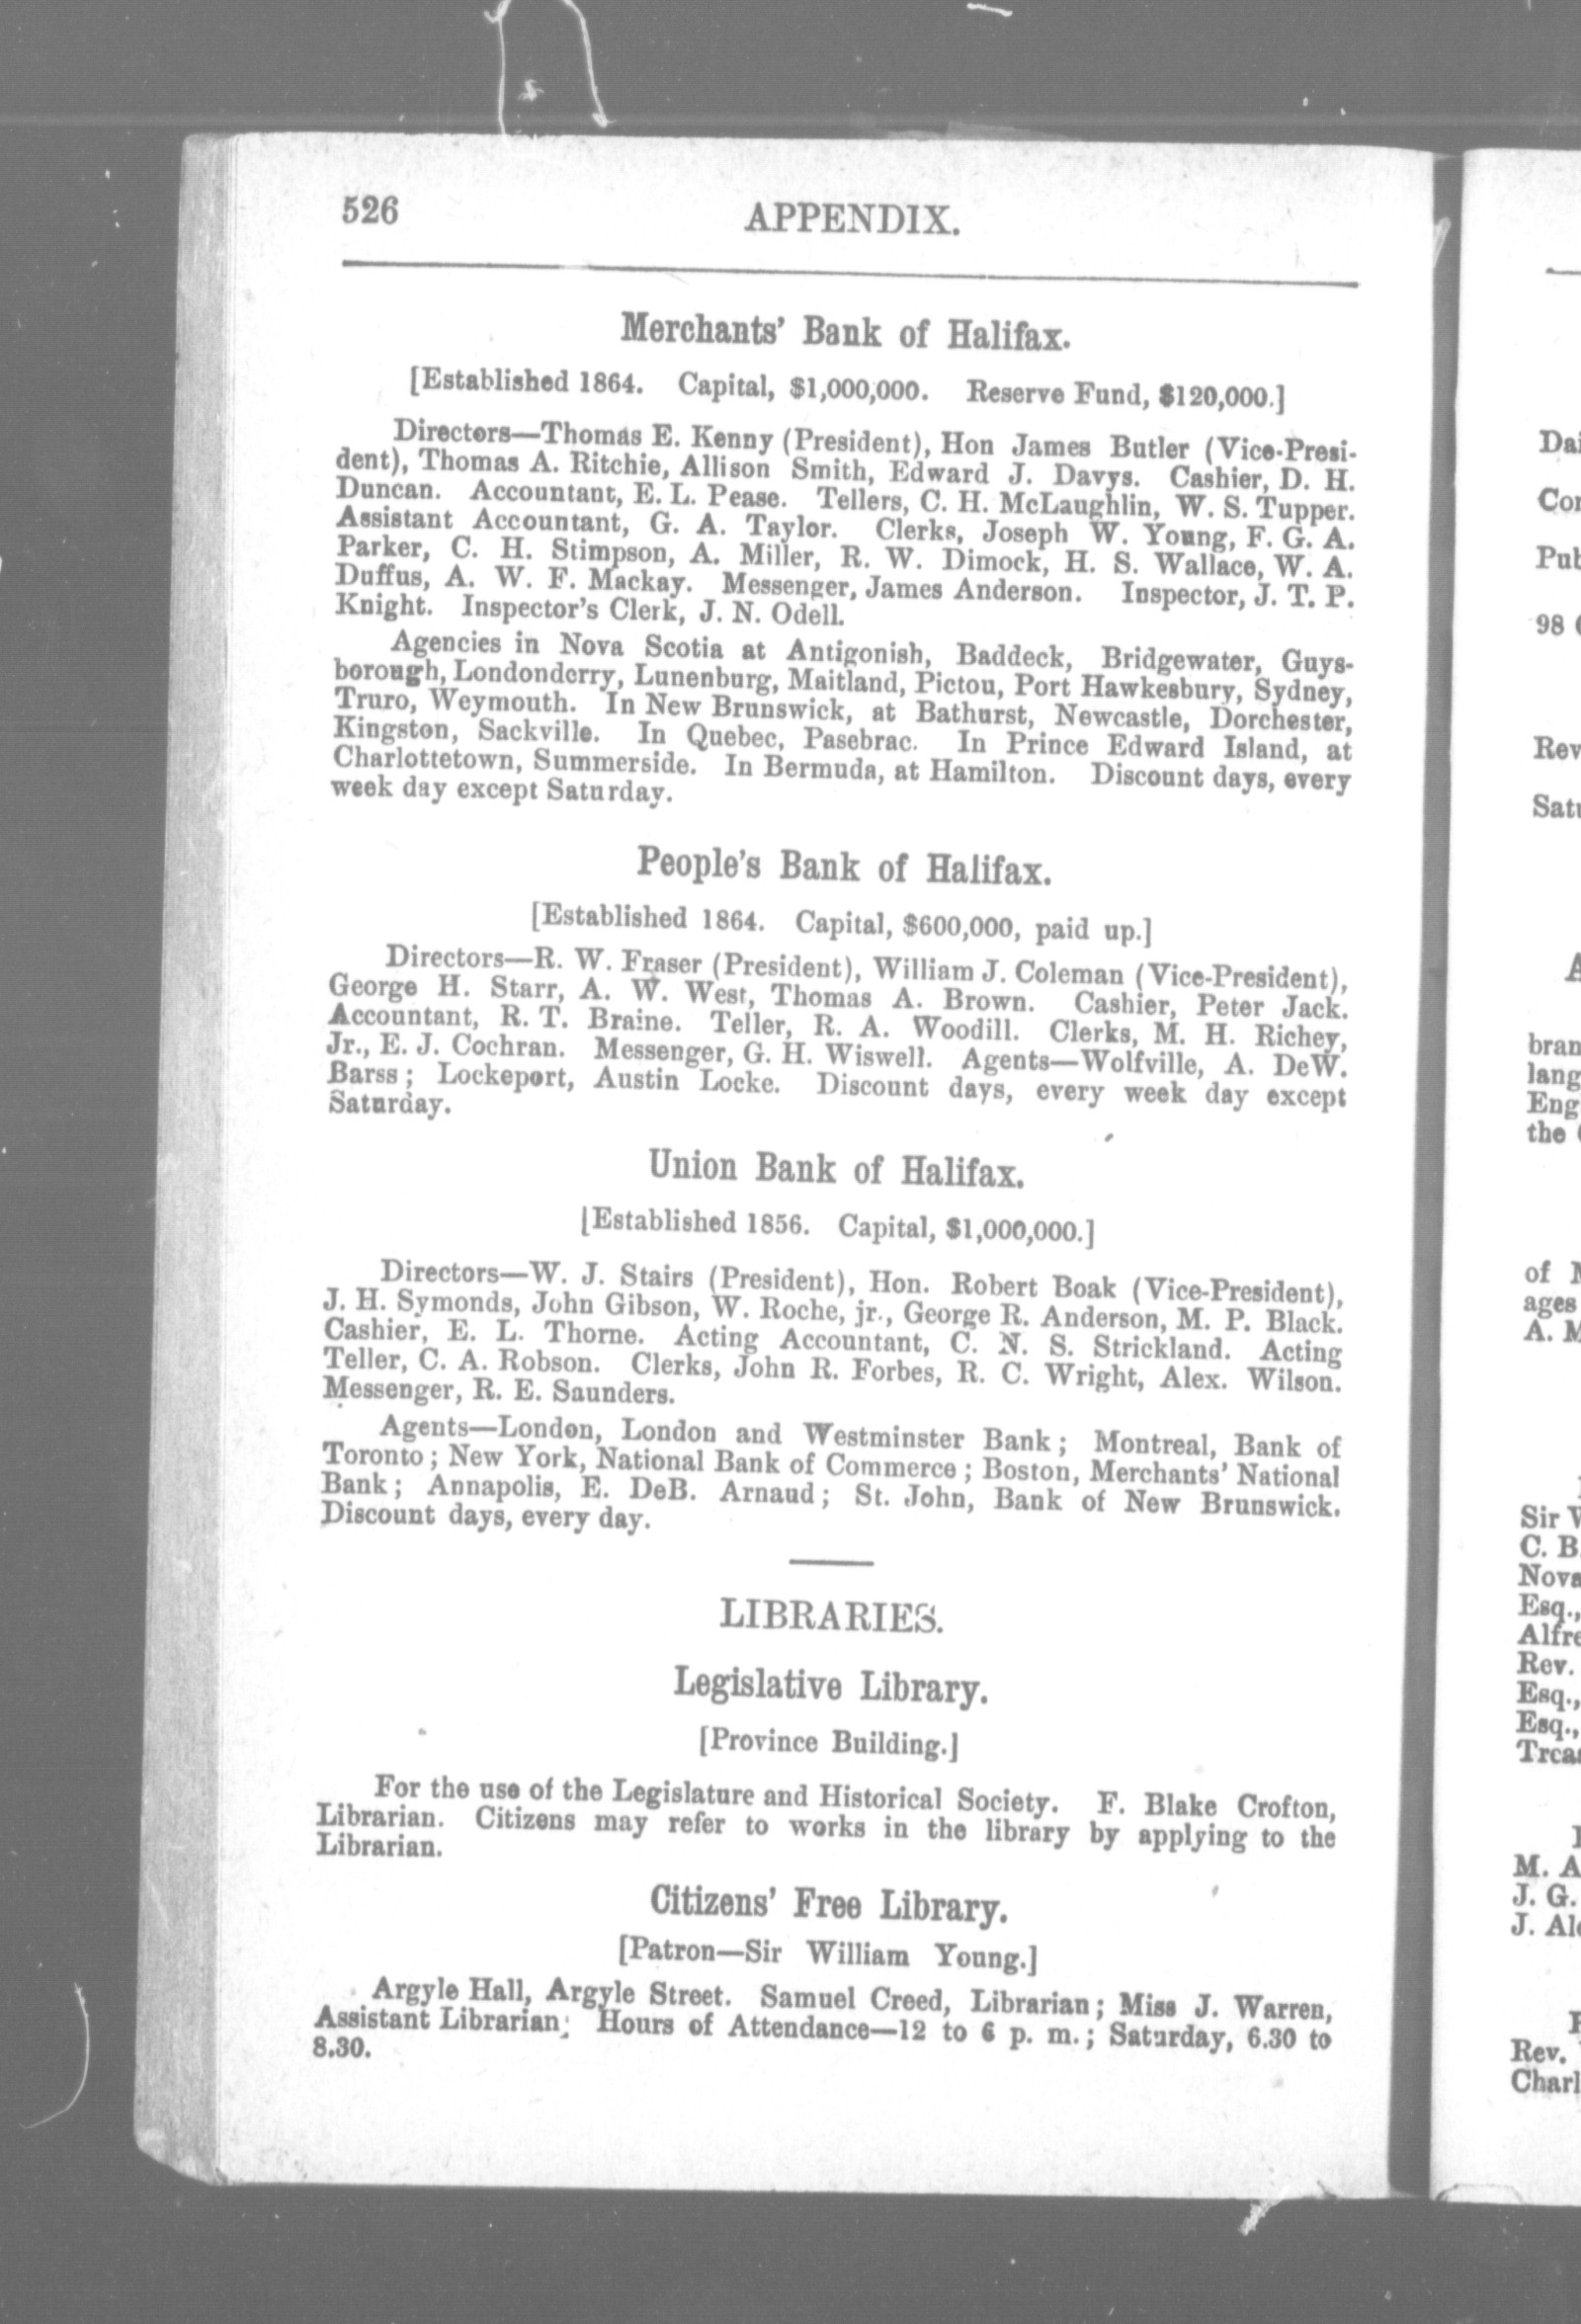 526
APPENDIX.
Merchants' Bank of Halifax.
[Established 1864. Capital, $1,000,000. Reserve Fund, $120,000.]
Directors—Thomas E. Kenny (President), Hon James Butler (Vice-Presi-
dent), Thomas A. Ritchie, Allison Smith, Edward J. Davys. Cashier, D. H.
Duncan. Accountant, E. L. Pease. Tellers, C. H. McLaughlin, W. S. Tupper.
Assistant Accountant, G. A. Taylor. Clerks, Joseph W. Young, F. G. A.
Parker, C. H. Stimpson, A. Miller, R. W. Dimock, H. S. Wallace, W. A.
Duffus, A. W. F. Mackay. Messenger, James Anderson. Inspector, J. T. P.
Knight. Inspector's Clerk, J. N. Odell.
Agencies in Nova Scotia at Antigonish, Baddeck, Bridgewater, Guys-
borough, Londonderry, Lunenburg, Maitland, Pictou, Port Hawkesbury, Sydney,
Truro, Weymouth. In New Brunswick, at Bathurst, Newcastle, Dorchester,
Kingston, Sackville. In Quebec, Pasebrac. In Prince Edward Island, at
Charlottetown, Summerside. In Bermuda, at Hamilton. Discount days, every
week day except Saturday.
People's Bank of Halifax.
[Established 1864. Capital, $600,000, paid up.]
Directors—R. W. Fraser (President), William J. Coleman (Vice-President),
George H. Starr, A. W. West, Thomas A. Brown. Cashier, Peter Jack.
Accountant, R. T. Braine. Teller, R. A. Woodill. Clerks, M. H. Richey,
Jr., E. J. Cochran. Messenger, G. H. Wiswell. Agents—Wolfville, A. DeW.
Barss; Lockeport, Austin Locke. Discount days, every week day except
Saturday.
Union Bank of Halifax.
[Established 1856. Capital, $1,000,000.]
Directors—W. J. Stairs (President), Hon. Robert Boak (Vice-President),
J. H. Symonds, John Gibson, W. Roche, jr., George R. Anderson, M. P. Black.
Cashier, E. L. Thorne. Acting Accountant, C. N. S. Strickland. Acting
Teller, C. A. Robson. Clerks, John R. Forbes, R. C. Wright, Alex. Wilson.
Messenger, R. E. Saunders.
Agents—London, London and Westminster Bank; Montreal, Bank of
Toronto; New York, National Bank of Commerce; Boston, Merchants' National
Bank; Annapolis, E. DeB. Arnaud; St. John, Bank of New Brunswick.
Discount days, every day.
LIBRARIES.
Legislative Library.
[Province Building.]
For the use of the Legislature and Historical Society. F. Blake Crofton,
Librarian. Citizens may refer to works in the library by applying to the
Librarian.
Citizens' Free Library.
[Patron—Sir William Young.]
Argyle Hall, Argyle Street. Samuel Creed, Librarian; Miss J. Warren,
Assistant Librarian; Hours of Attendance—12 to 6 p. m.; Saturday, 6.30 to
8.30.
98
Rev
lang
Eng
the
of
ages
Sir
Esq.,
Rev.
Esq.,
Esq.,
J. G.
Rev.